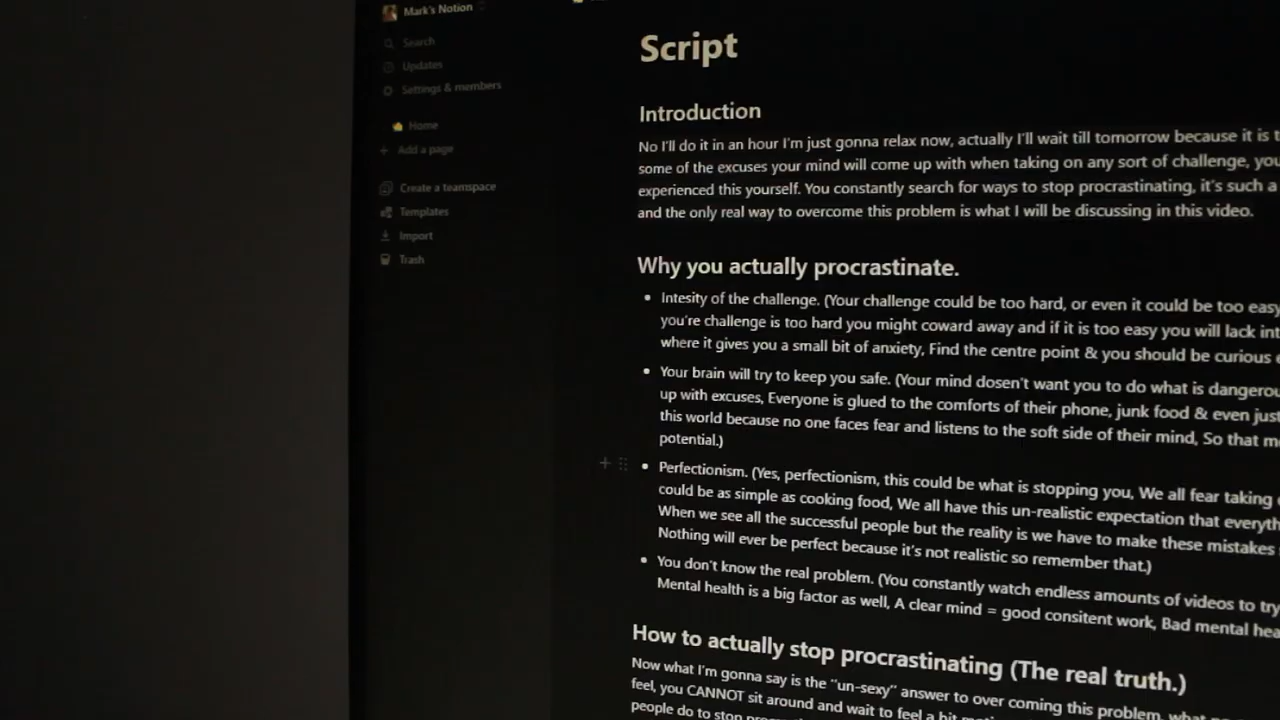 Mark's Notion
Search
Updates
Settings & members
Home
Add a page
Create a teamspace
Templates
Import
Trash
Script
Introduction
No I'll do it in an hour I'm just gonna relax now, actually I'll wait till tomorrow because it is
some of the excuses your mind will come up with when taking on any sort of challenge, you
experienced this yourself. You constantly search for ways to stop procrastinating, it's such a
and the only real way to overcome this problem is what I will be discussing in this video.
Why you actually procrastinate.
• Intesity of the challenge. (Your challenge could be too hard, or even it could be too easy
you're challenge is too hard you might coward away and if it is too easy you will lack
where it gives you a small bit of anxiety, Find the centre point & you should be curious
• Your brain will try to keep you safe. (Your mind dosen't want you to do what is
up with excuses, Everyone is glued to the comforts of their phone, junk food & even just
this world because no one faces fear and listens to the soft side of their mind, So that
potential.)
• Perfectionism. (Yes, perfectionism, this could be what is stopping you, We all fear taking
could be as simple as cooking food, We all have this un-realistic expectation that
When we see all the successful people but the reality is we have to make these mistakes
Nothing will ever be perfect because it's not realistic so remember that.)
• You don't know the real problem. (You constantly watch endless amounts of videos to try
Mental health is a big factor as well, A clear mind = good consitent work, Bad mental
How to actually stop procrastinating (The real truth.)
Now what I'm gonna say is the "un-sexy" answer to over coming this problem,
feel, you CANNOT sit around and wait to feel a bit
people do to stop